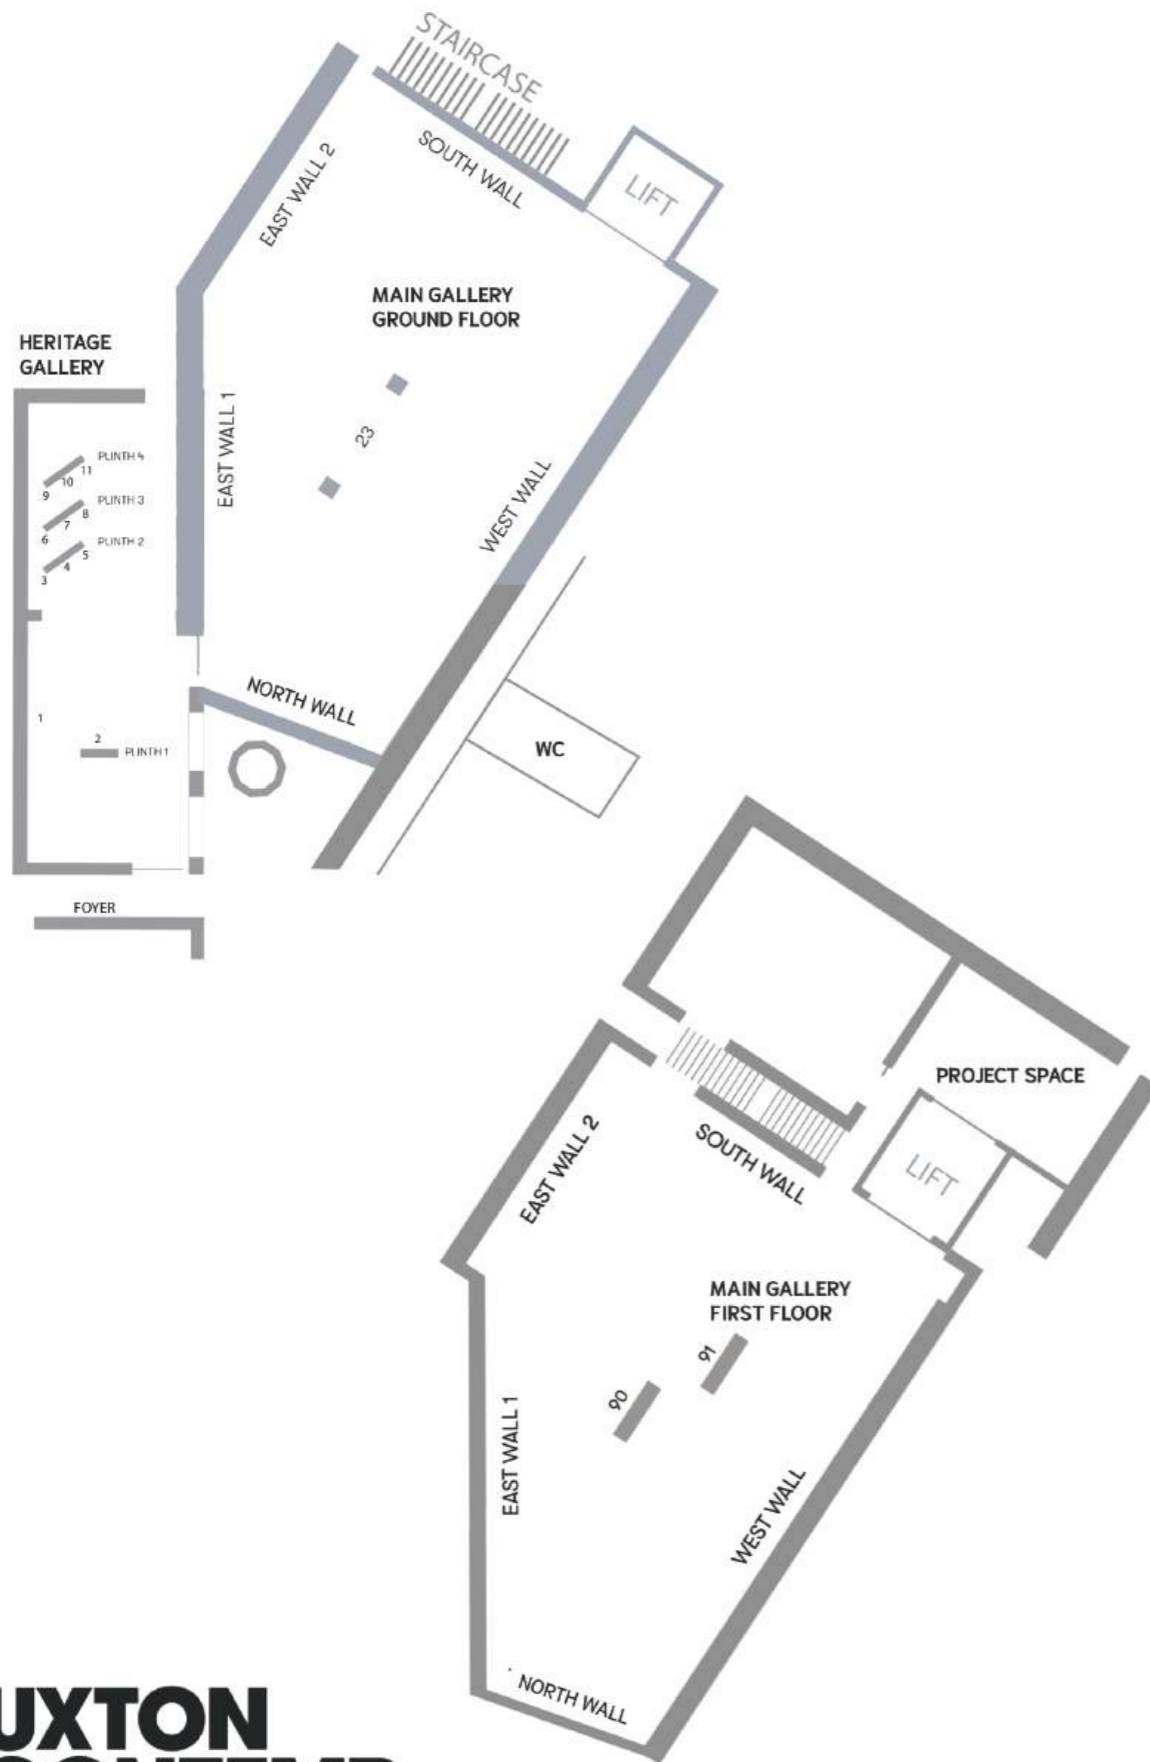 STAIRCASE
SOUTH WALL
LIFT
EAST WALL 2
MAIN GALLERY
GROUND FLOOR
HERITAGE
GALLERY
EAST WALL 1
23
WEST WALL
PLINTH 4
11
10
9
PLINTH 3
8
7
6
PLINTH 2
5
4
3
NORTH WALL
1
2
PLINTH 1
WC
FOYER
PROJECT SPACE
LIFT
SOUTH WALL
EAST WALL 2
MAIN GALLERY
FIRST FLOOR
91
90
EAST WALL 1
WEST WALL
NORTH WALL
UXTON